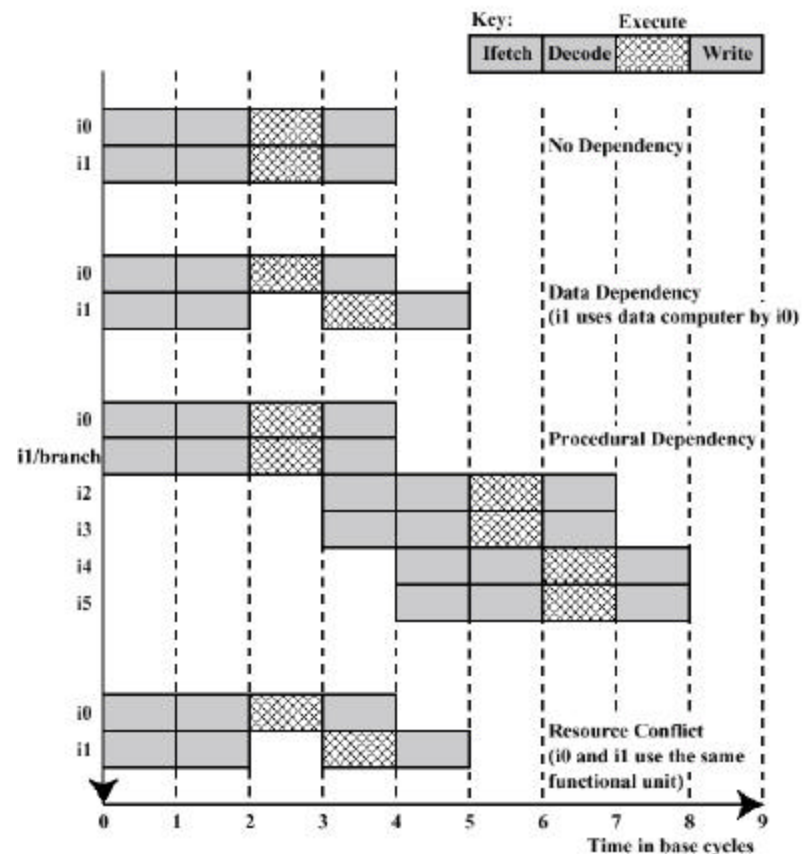 Key: Execute
Ifetch Decode Write
i0
i1
No Dependency
i0
i1
Data Dependency
(i1 uses data computer by i0)
i0
i1/branch
Procedural Dependency
i2
i3
i4
i5
i0
i1
Resource Conflict
(i0 and i1 use the same
functional unit)
0 1 2 3 4 5 6 7 8 9
Time in base cycles